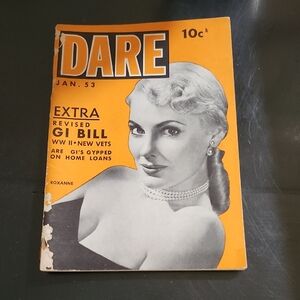 DARE
10c
JAN. 53
EXTRA
REVISED
GI BILL
WW II • NEW VETS
ARE GI'S GYPPED
ON HOME LOANS
ROXANNE